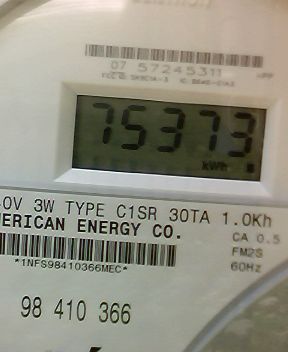 07 57245311
75373
kWh
0V 3W TYPE C1SR 30TA 1.0Kh
ERICAN ENERGY CO.
CA 0.5
FM2S
60Hz
*1NFS98410366MEC*
98 410 366